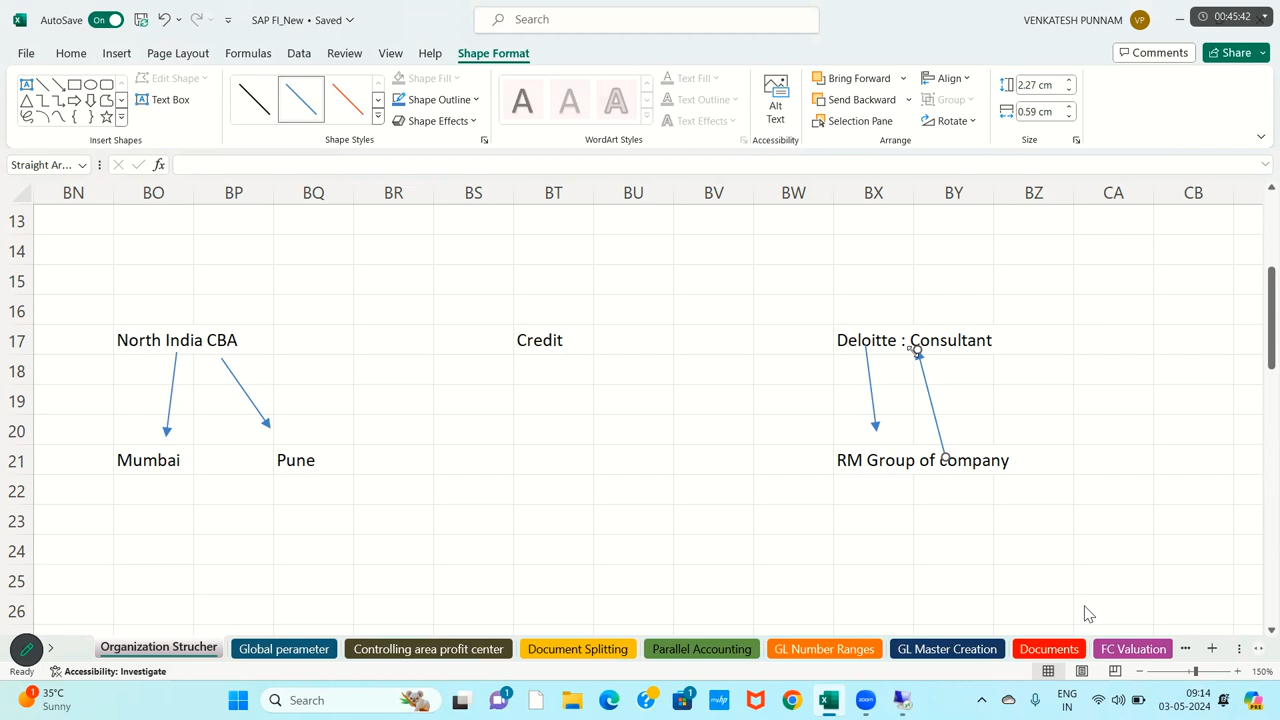 AutoSave On SAP FI_New • Saved Search VENKATESH PUNNAM VP 00:45:42
File Home Insert Page Layout Formulas Data Review View Help Shape Format Comments Share
Edit Shape Shape Fill Text Fill Bring Forward Align 2.27 cm
Text Box Shape Outline A A A Text Outline Alt Text Send Backward Group 0.59 cm
Shape Effects Text Effects Selection Pane Rotate
Insert Shapes Shape Styles WordArt Styles Accessibility Arrange Size
Straight Ar... fx
BN BO BP BQ BR BS BT BU BV BW BX BY BZ CA CB
13
14
15
16
17 North India CBA Credit Deloitte : Consultant
18
19
20
21 Mumbai Pune RM Group of company
22
23
24
25
26
Organization Strucher Global perameter Controlling area profit center Document Splitting Parallel Accounting GL Number Ranges GL Master Creation Documents FC Valuation
Ready Accessibility: Investigate 150%
1 35°C Search 1 1 ENG 09:14
Sunny IN 03-05-2024